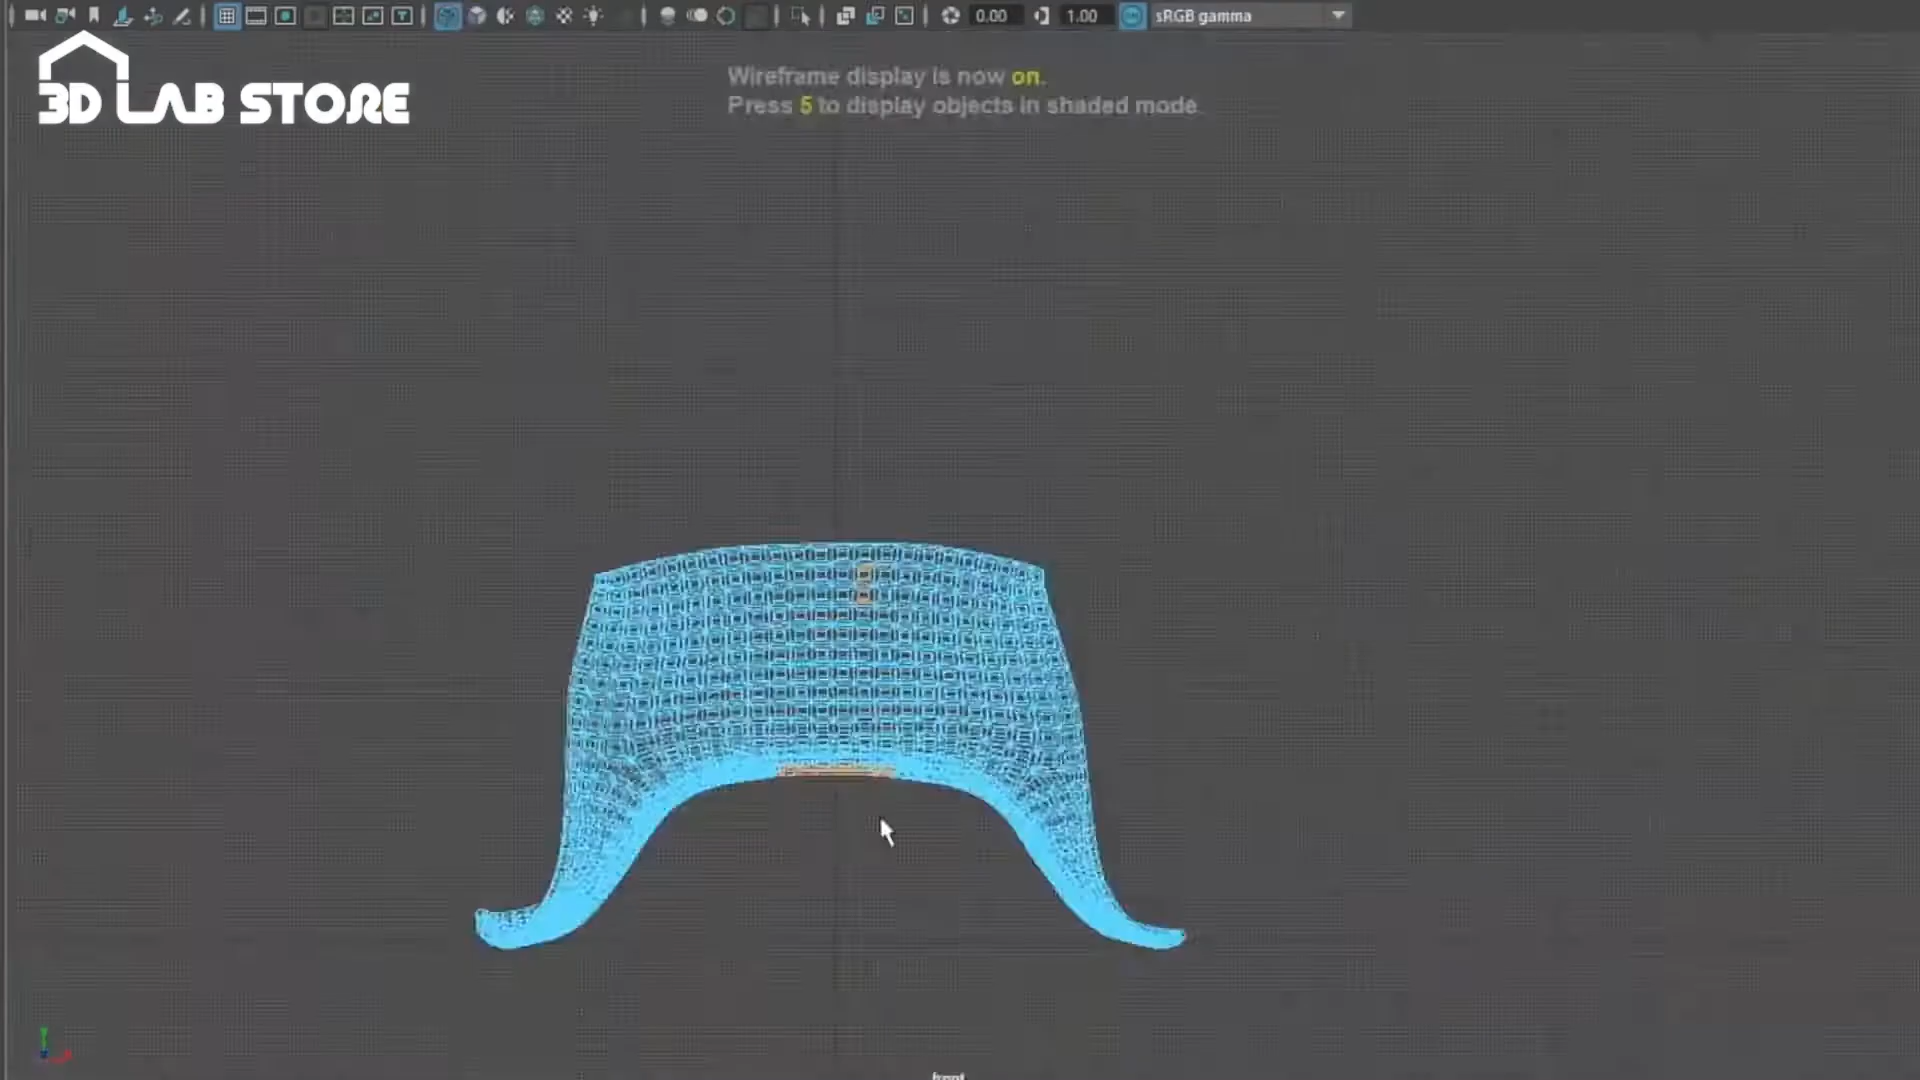 0.00 1.00 sRGB gamma
3D LAB STORE
Wireframe display is now on.
Press 5 to display objects in shaded mode.
front